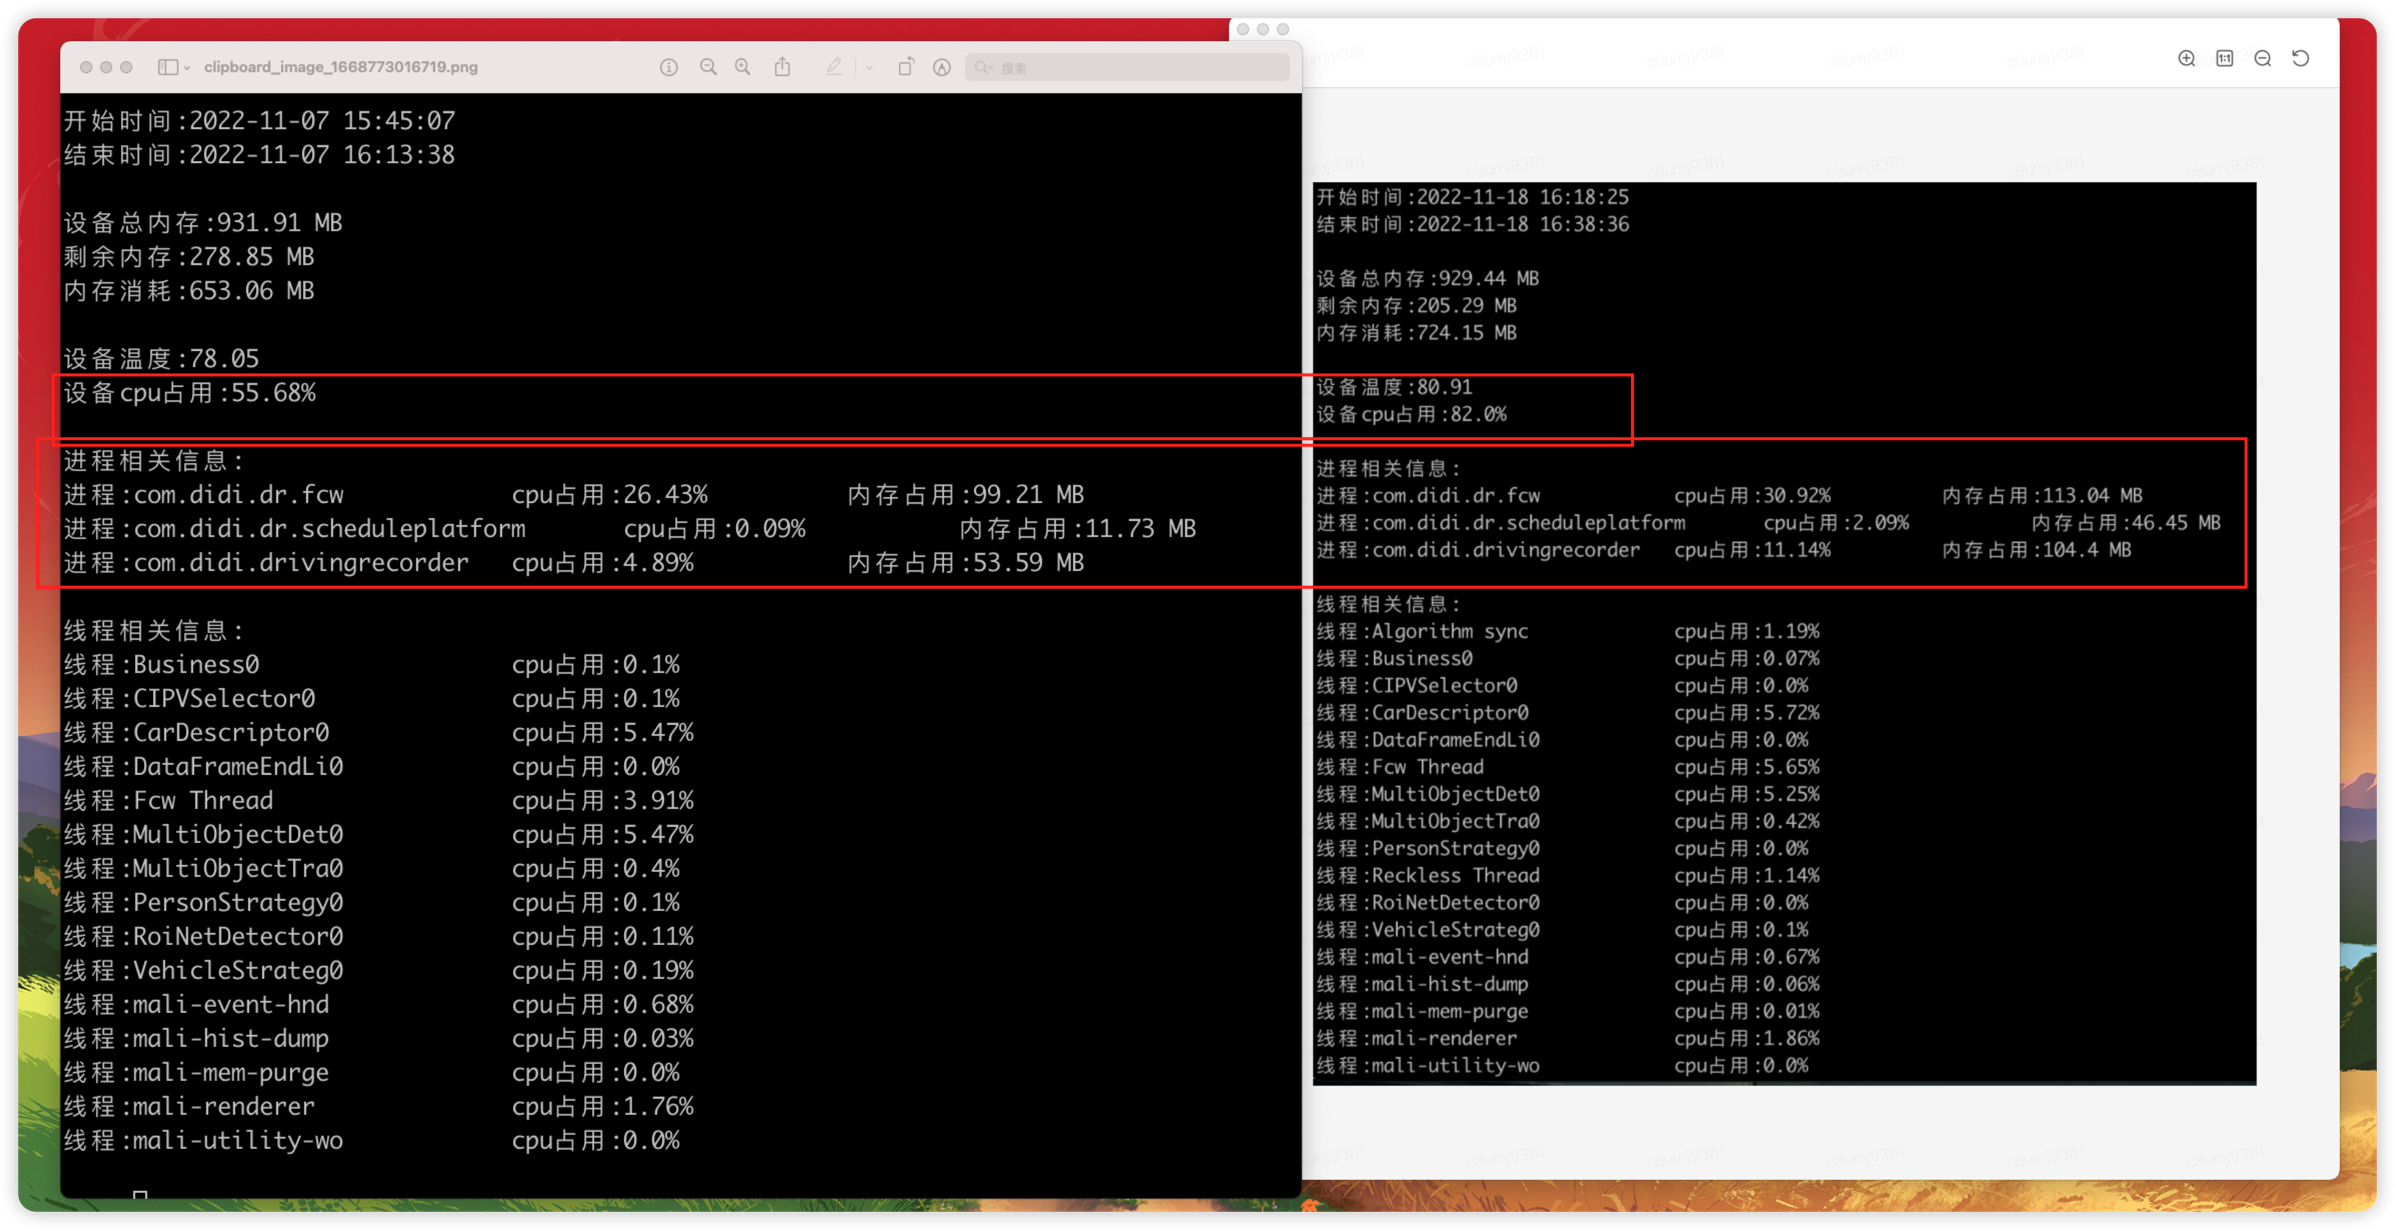 clipboard_image_1668773016719.png
搜索
开始时间:2022-11-07 15:45:07
结束时间:2022-11-07 16:13:38
设备总内存:931.91 MB
剩余内存:278.85 MB
内存消耗:653.06 MB
设备温度:78.05
设备cpu占用:55.68%
进程相关信息:
进程:com.didi.dr.fcw cpu占用:26.43% 内存占用:99.21 MB
进程:com.didi.dr.scheduleplatform cpu占用:0.09% 内存占用:11.73 MB
进程:com.didi.drivingrecorder cpu占用:4.89% 内存占用:53.59 MB
线程相关信息:
线程:Business0 cpu占用:0.1%
线程:CIPVSelector0 cpu占用:0.1%
线程:CarDescriptor0 cpu占用:5.47%
线程:DataFrameEndLi0 cpu占用:0.0%
线程:Fcw Thread cpu占用:3.91%
线程:MultiObjectDet0 cpu占用:5.47%
线程:MultiObjectTra0 cpu占用:0.4%
线程:PersonStrategy0 cpu占用:0.1%
线程:RoiNetDetector0 cpu占用:0.11%
线程:VehicleStrateg0 cpu占用:0.19%
线程:mali-event-hnd cpu占用:0.68%
线程:mali-hist-dump cpu占用:0.03%
线程:mali-mem-purge cpu占用:0.0%
线程:mali-renderer cpu占用:1.76%
线程:mali-utility-wo cpu占用:0.0%
1:1
开始时间:2022-11-18 16:18:25
结束时间:2022-11-18 16:38:36
设备总内存:929.44 MB
剩余内存:205.29 MB
内存消耗:724.15 MB
设备温度:80.91
设备cpu占用:82.0%
进程相关信息:
进程:com.didi.dr.fcw cpu占用:30.92% 内存占用:113.04 MB
进程:com.didi.dr.scheduleplatform cpu占用:2.09% 内存占用:46.45 MB
进程:com.didi.drivingrecorder cpu占用:11.14% 内存占用:104.4 MB
线程相关信息:
线程:Algorithm sync cpu占用:1.19%
线程:Business0 cpu占用:0.07%
线程:CIPVSelector0 cpu占用:0.0%
线程:CarDescriptor0 cpu占用:5.72%
线程:DataFrameEndLi0 cpu占用:0.0%
线程:Fcw Thread cpu占用:5.65%
线程:MultiObjectDet0 cpu占用:5.25%
线程:MultiObjectTra0 cpu占用:0.42%
线程:PersonStrategy0 cpu占用:0.0%
线程:Reckless Thread cpu占用:1.14%
线程:RoiNetDetector0 cpu占用:0.0%
线程:VehicleStrateg0 cpu占用:0.1%
线程:mali-event-hnd cpu占用:0.67%
线程:mali-hist-dump cpu占用:0.06%
线程:mali-mem-purge cpu占用:0.01%
线程:mali-renderer cpu占用:1.86%
线程:mali-utility-wo cpu占用:0.0%